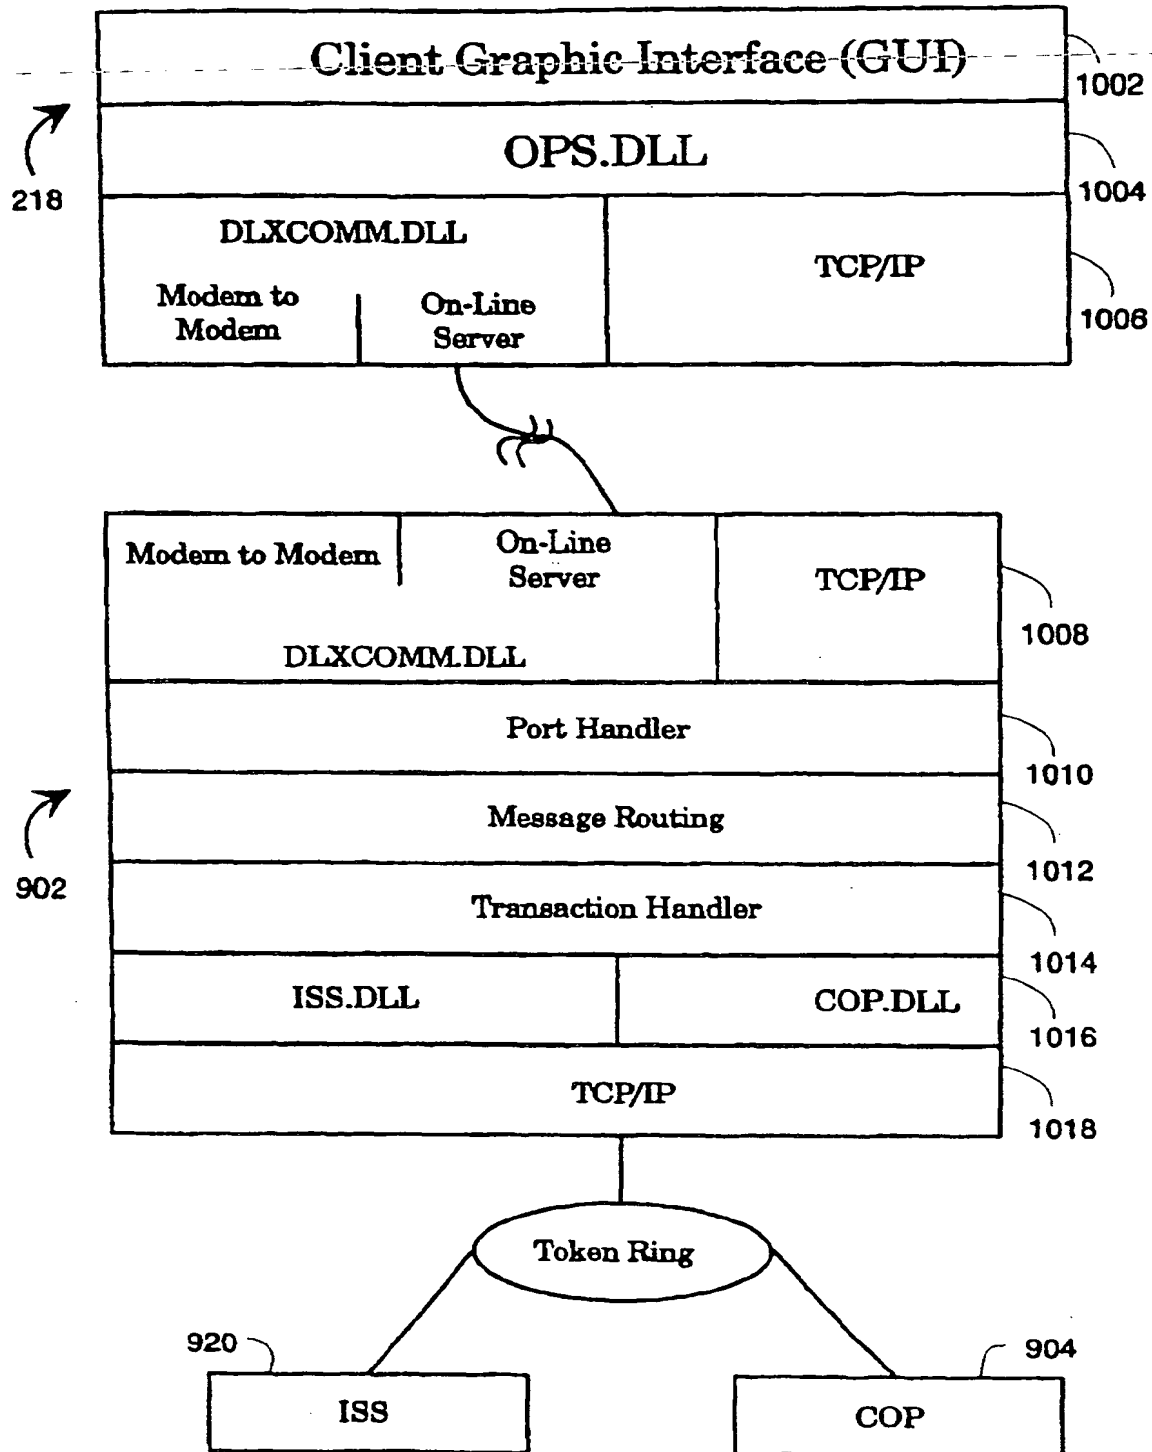 Client Graphic Interface (GUI)
1002
218
OPS.DLL
1004
DLXCOMM.DLL
TCP/IP
Modem to
Modem
On-Line
Server
1006
Modem to Modem
On-Line
Server
TCP/IP
1008
DLXCOMM.DLL
Port Handler
1010
902
Message Routing
1012
Transaction Handler
1014
ISS.DLL
COP.DLL
1016
TCP/IP
1018
Token Ring
920
904
ISS
COP